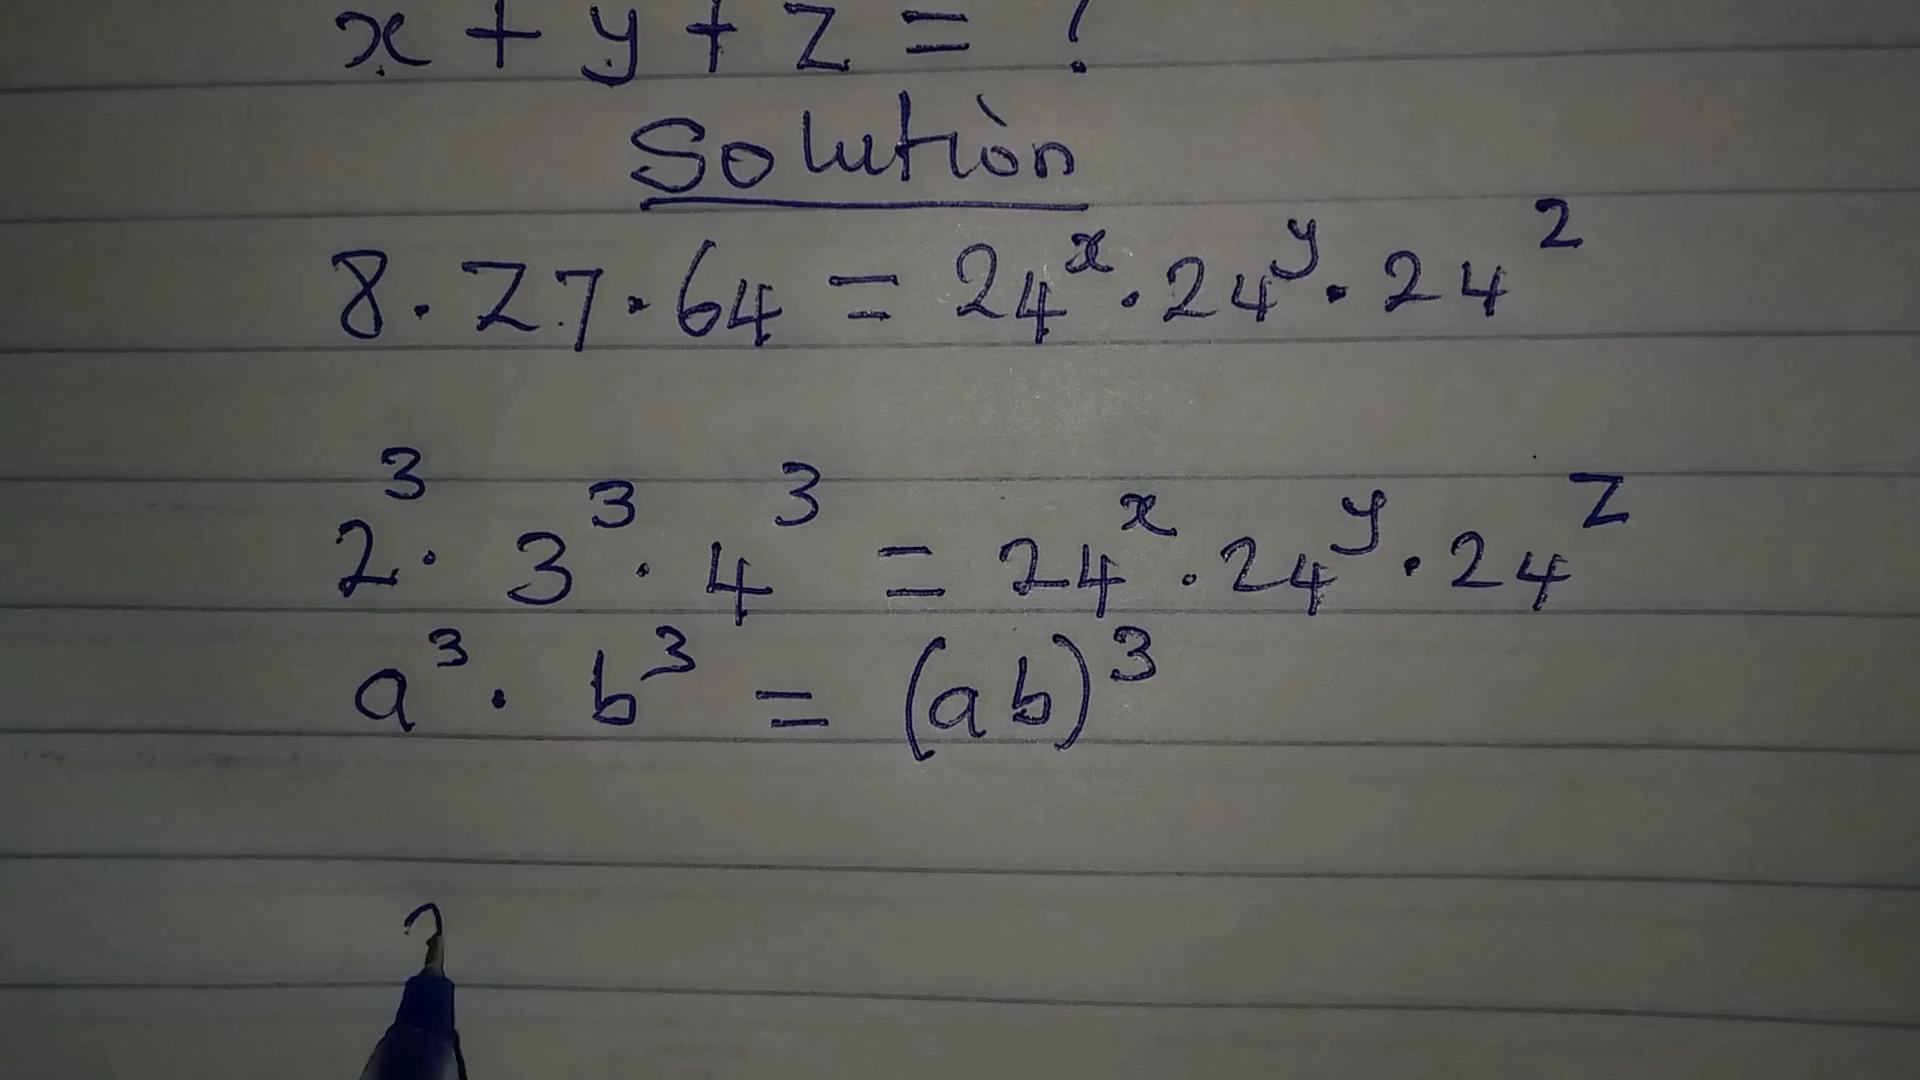 x + y + z = ?
Solution
8 · 27 · 64 = 24^x · 24^y · 24^2
2^3 · 3^3 · 4^3 = 24^x · 24^y · 24^z
a^3 · b^3 = (ab)^3